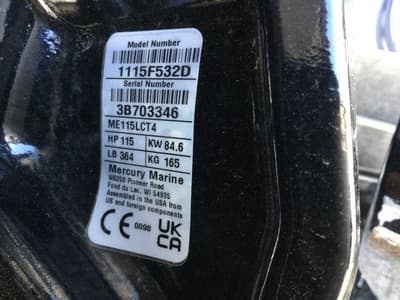 Model Number
1115F532D
Serial Number
3B703346
ME115LCT4
HP 115 KW 84.6
LB 364 KG 165
Mercury Marine
W6250 Pioneer Road
Fond du Lac, WI 54935
Assembled in the USA from
US and foreign components
CE 0098 UK
CA